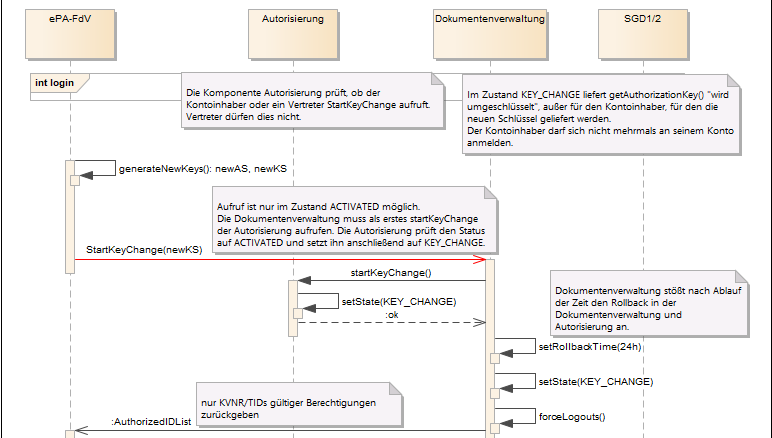 ePA-FdV
Autorisierung
Dokumentenverwaltung
SGD1/2
int login
Die Komponente Autorisierung prüft, ob der
Kontoinhaber oder ein Vertreter StartKeyChange aufruft.
Vertreter dürfen dies nicht.
Im Zustand KEY_CHANGE liefert getAuthorizationKey() "wird
umgeschlüsselt", außer für den Kontoinhaber, für den die
neuen Schlüssel geliefert werden.
Der Kontoinhaber darf sich nicht mehrmals an seinem Konto
anmelden.
generateNewKeys(): newAS, newKS
Aufruf ist nur im Zustand ACTIVATED möglich.
Die Dokumentenverwaltung muss als erstes startKeyChange
der Autorisierung aufrufen. Die Autorisierung prüft den Status
auf ACTIVATED und setzt ihn anschließend auf KEY_CHANGE.
StartKeyChange(newKS)
startKeyChange()
Dokumentenverwaltung stößt nach Ablauf
der Zeit den Rollback in der
Dokumentenverwaltung und
Autorisierung an.
setState(KEY_CHANGE)
:ok
setRollbackTime(24h)
setState(KEY_CHANGE)
nur KVNR/TIDs gültiger Berechtigungen
zurückgeben
forceLogouts()
:AuthorizedIDList